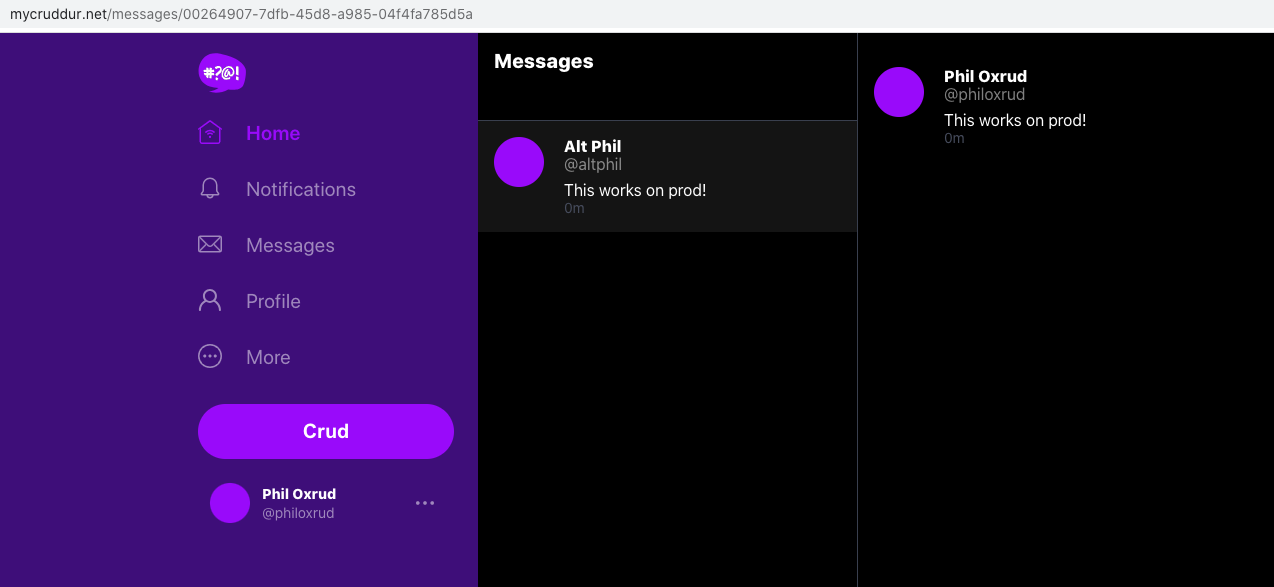 mycruddur.net/messages/00264907-7dfb-45d8-a985-04f4fa785d5a
#?@!
Home
Notifications
Messages
Profile
More
Crud
Phil Oxrud
@philoxrud
Messages
Alt Phil
@altphil
This works on prod!
0m
Phil Oxrud
@philoxrud
This works on prod!
0m